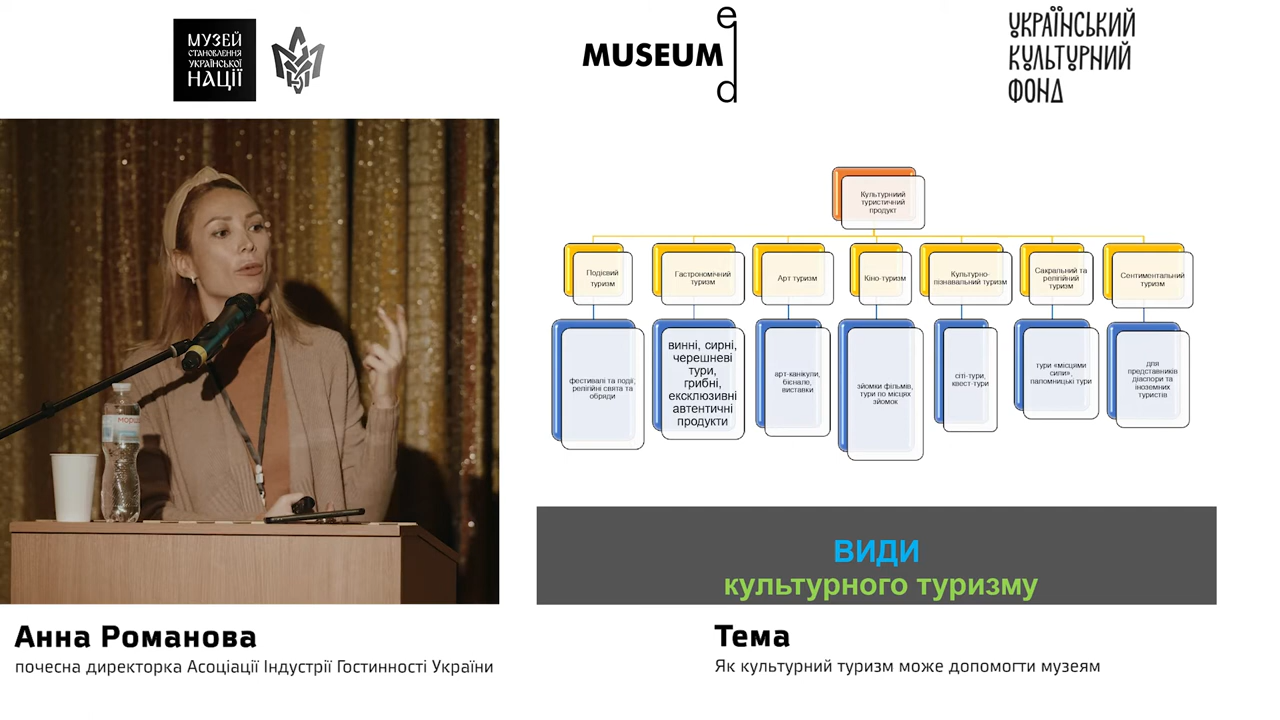 МУЗЕЙ
СТАНОВЛЕННЯ
УКРАЇНСЬКОЇ
НАЦІЇ
MUSEUM
ed
УКРАЇНСЬКИЙ
КУЛЬТУРНИЙ
ФОНД
Культурниий
туристичний
продукт
Подієвий
туризм
Гастрономічний
туризм
Арт туризм
Кіно-туризм
Культурно-
пізнавальний туризм
Сакральний та
релігійний
туризм
Сентиментальний
туризм
фестивалі та події,
релігійні свята та
обряди
винні, сирні,
черешневі
тури,
грибні,
ексклюзивні
автентичні
продукти
арт-канікули,
бієнале,
виставки
зйомки фільмів,
тури по місцях
зйомок
сіті-тури,
квест-тури
тури «місцями
сили»,
паломницькі тури
для
представників
діаспори та
іноземних
туристів
ВИДИ
культурного туризму
Анна Романова
почесна директорка Асоціації Індустрії Гостинності України
Тема
Як культурний туризм може допомогти музеям